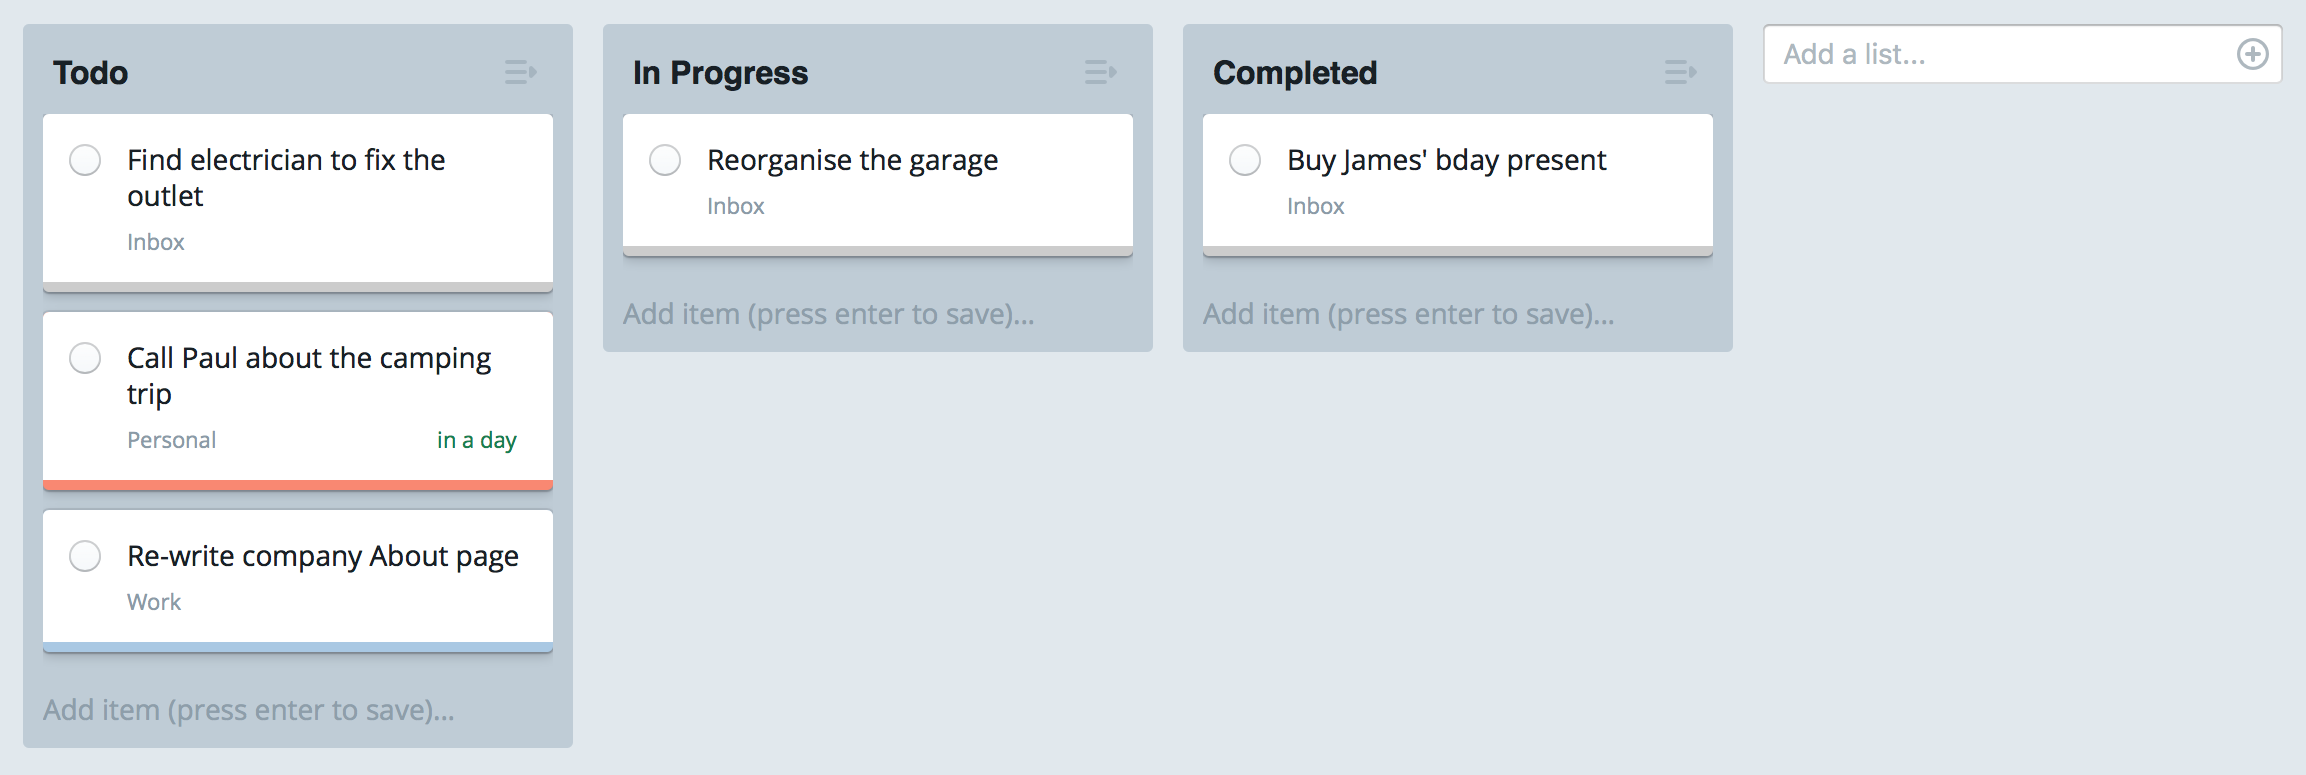 Todo
Find electrician to fix the
outlet
Inbox
Call Paul about the camping
trip
Personal
in a day
Re-write company About page
Work
Add item (press enter to save)...
In Progress
Reorganise the garage
Inbox
Add item (press enter to save)...
Completed
Buy James' bday present
Inbox
Add item (press enter to save)...
Add a list...